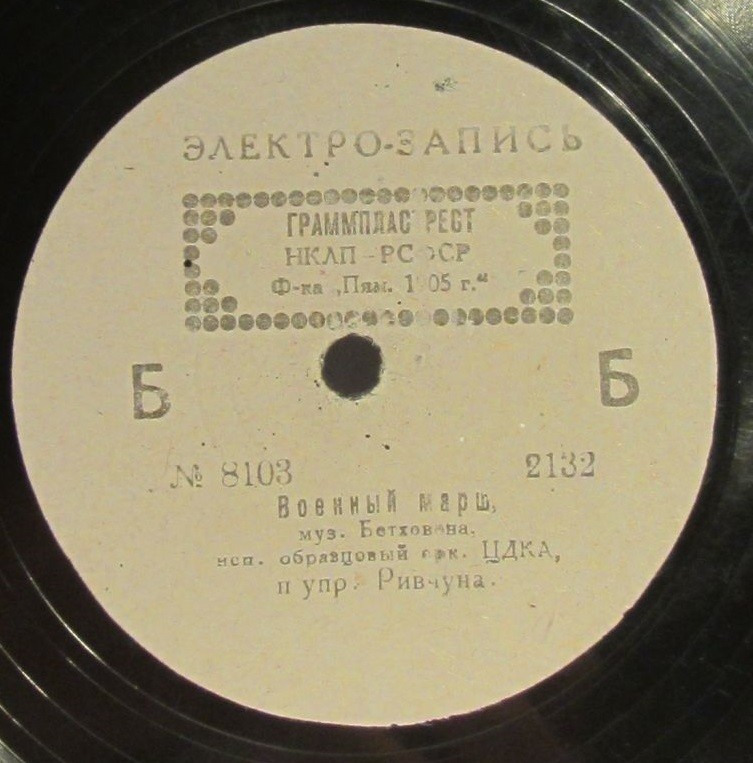 ЭЛЕКТРО-ЗАПИСЬ
ГРАММПЛАСТРЕСТ
НКЛП-РСФСР
Ф-ка „Пам. 1905 г.“
Б Б
№ 8103 2132
Военный марш,
муз. Бетховена.
исп. образцовый орк. ЦДКА,
п упр. Ривчуна.